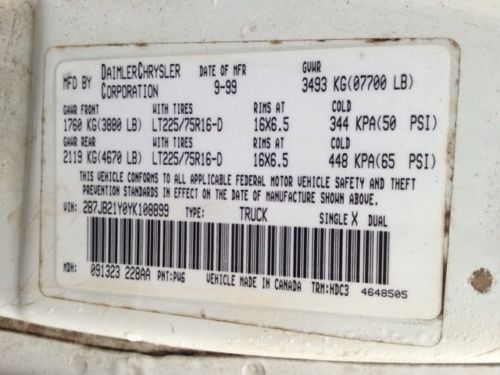 MFD BY DAIMLERCHRYSLER CORPORATION DATE OF MFR 9-99 GVWR 3493 KG(07700 LB)
GAWR FRONT WITH TIRES RIMS AT COLD
1760 KG(3880 LB) LT225/75R16-D 16X6.5 344 KPA(50 PSI)
GAWR REAR WITH TIRES RIMS AT COLD
2119 KG(4670 LB) LT225/75R16-D 16X6.5 448 KPA(65 PSI)
THIS VEHICLE CONFORMS TO ALL APPLICABLE FEDERAL MOTOR VEHICLE SAFETY AND THEFT
PREVENTION STANDARDS IN EFFECT ON THE DATE OF MANUFACTURE SHOWN ABOVE.
VIN: 2B7JB21Y0YK108899 TYPE: TRUCK SINGLE X DUAL
MDH: 091323 228AA PNT:PW6 VEHICLE MADE IN CANADA TRM:HDC3 4648505